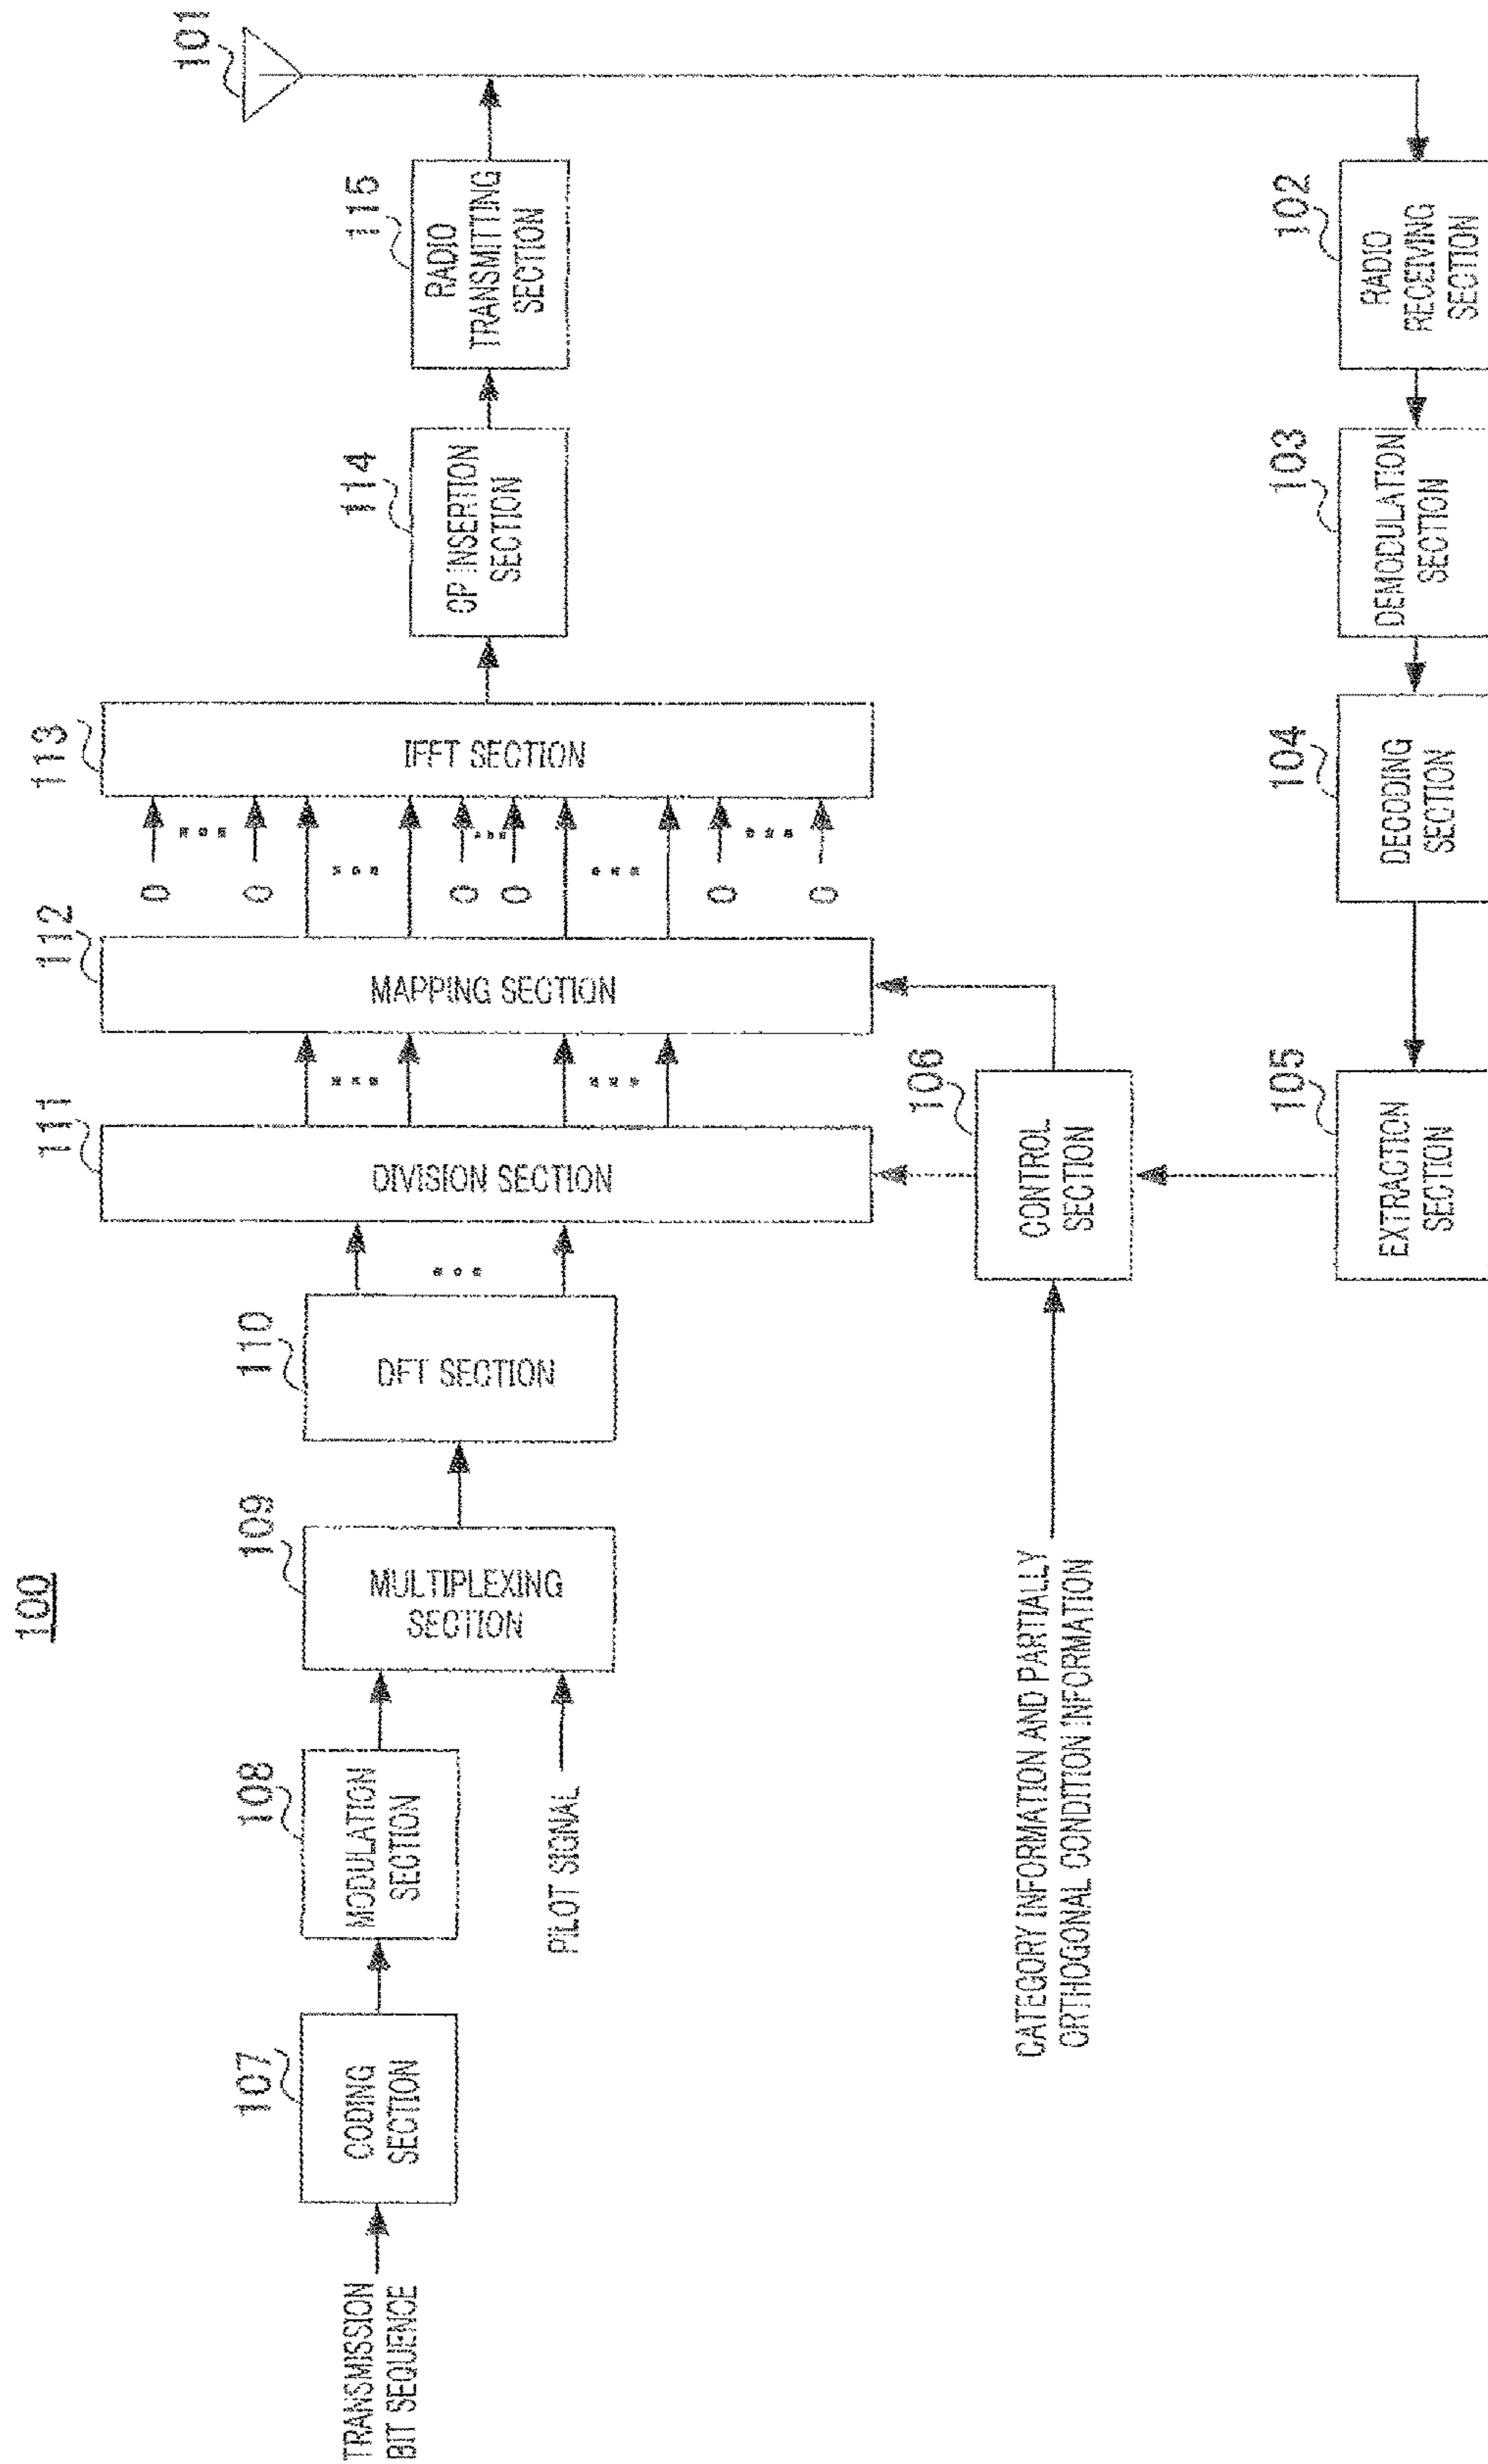 100
TRANSMISSION
BIT SEQUENCE
107
CODING
SECTION
108
MODULATION
SECTION
PILOT SIGNAL
109
MULTIPLEXING
SECTION
110
DFT SECTION
...
111
DIVISION SECTION
...
...
112
MAPPING SECTION
0
...
0
...
...
0
...
0
...
0
...
0
113
IFFT SECTION
114
CP INSERTION
SECTION
115
RADIO
TRANSMITTING
SECTION
101
CATEGORY INFORMATION AND PARTIALLY
ORTHOGONAL CONDITION INFORMATION
106
CONTROL
SECTION
105
EXTRACTION
SECTION
104
DECODING
SECTION
103
DEMODULATION
SECTION
102
RADIO
RECEIVING
SECTION